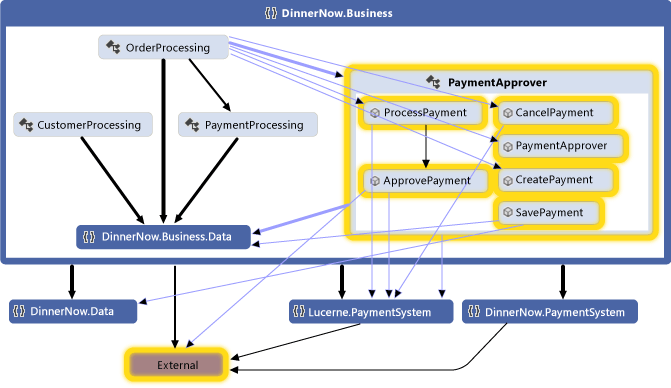 DinnerNow.Business
OrderProcessing
PaymentApprover
ProcessPayment
CancelPayment
CustomerProcessing
PaymentProcessing
PaymentApprover
ApprovePayment
CreatePayment
SavePayment
DinnerNow.Business.Data
DinnerNow.Data
Lucerne.PaymentSystem
DinnerNow.PaymentSystem
External